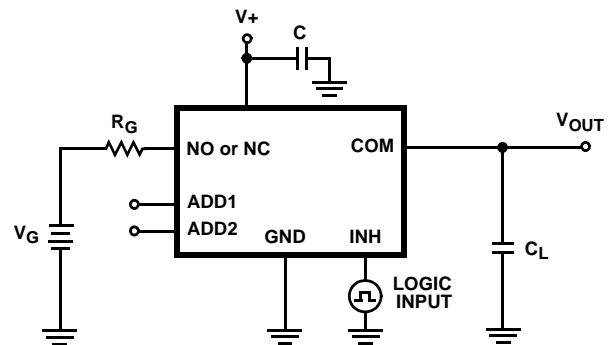 V+
C
RG
VOUT
NO or NC
COM
ADD1
ADD2
VG
GND
INH
CL
LOGIC
INPUT